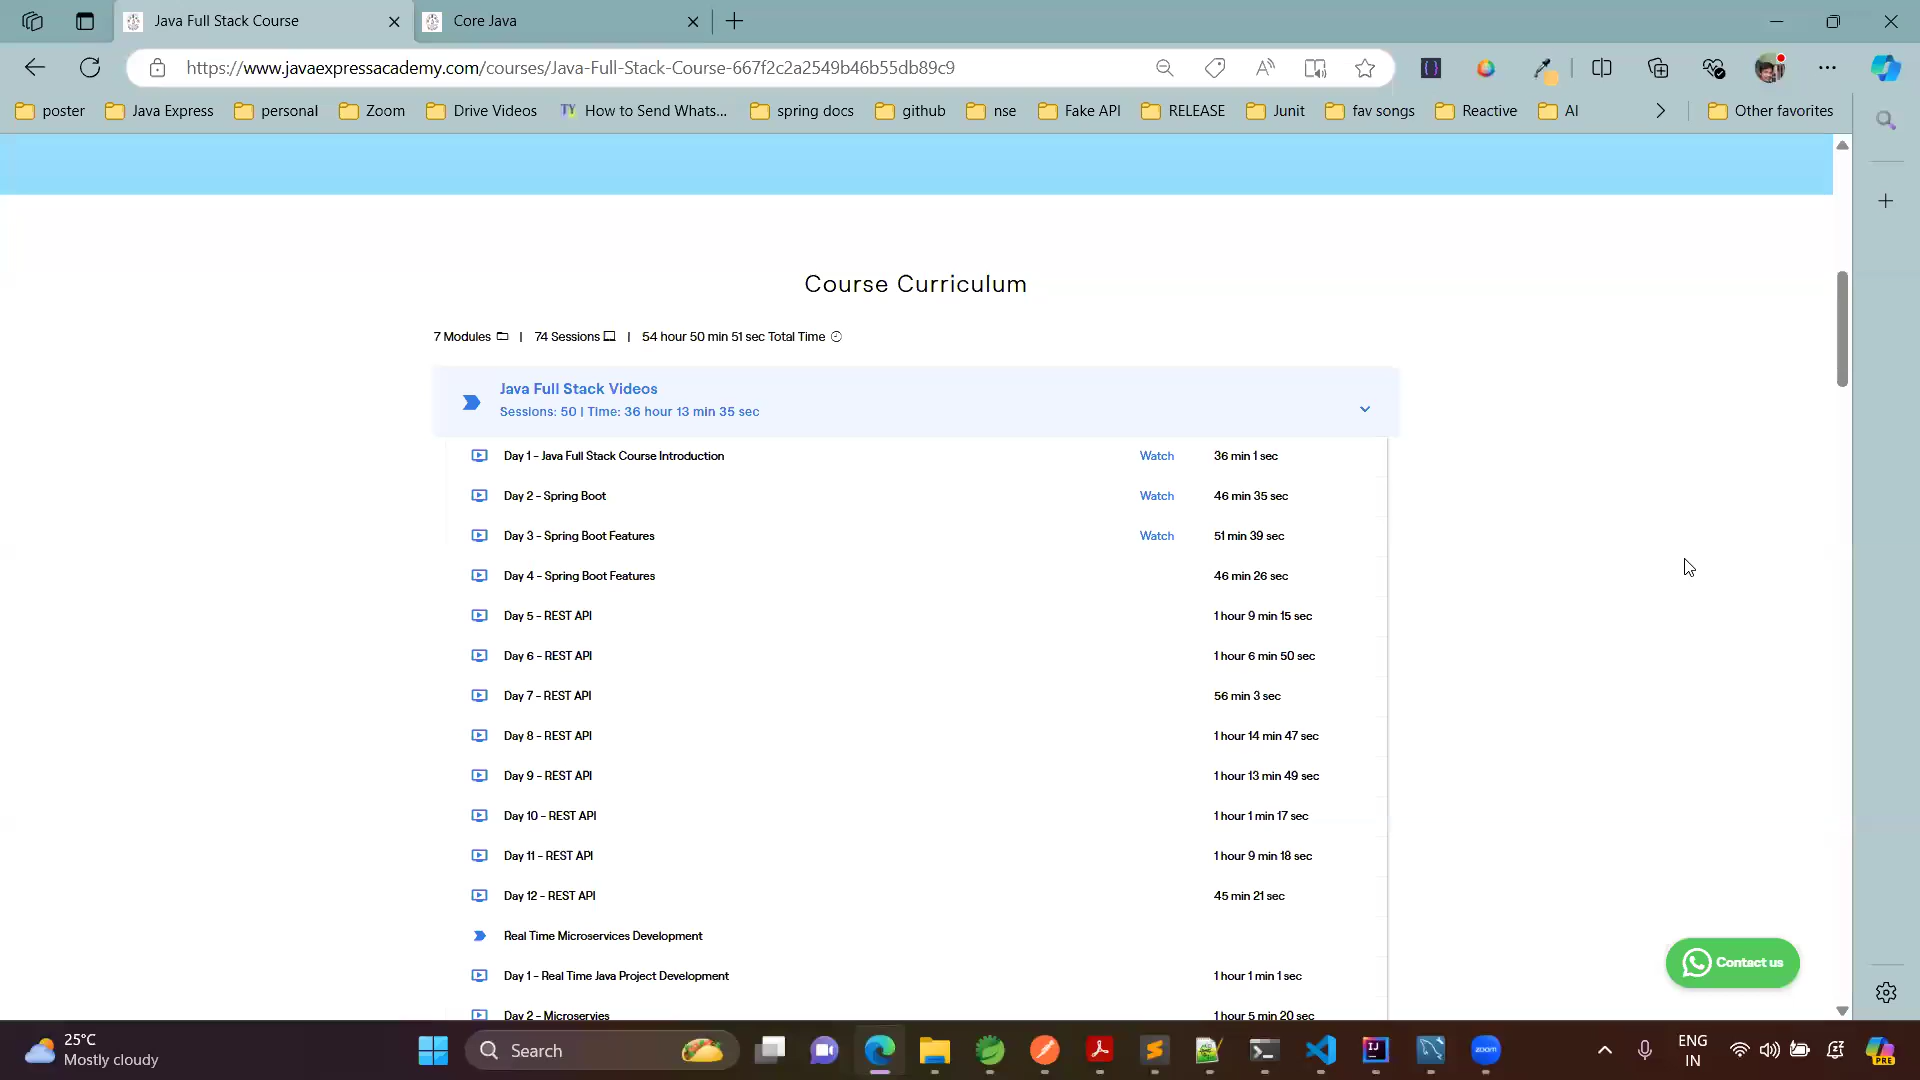 Java Full Stack Course
Core Java
https://www.javaexpressacademy.com/courses/Java-Full-Stack-Course-667f2c2a2549b46b55db89c9
poster
Java Express
personal
Zoom
Drive Videos
TY How to Send Whats...
spring docs
github
nse
Fake API
RELEASE
Junit
fav songs
Reactive
AI
Other favorites
Course Curriculum
7 Modules | 74 Sessions | 54 hour 50 min 51 sec Total Time
Java Full Stack Videos
Sessions: 50 | Time: 36 hour 13 min 35 sec
Day 1 - Java Full Stack Course Introduction Watch 36 min 1 sec
Day 2 - Spring Boot Watch 46 min 35 sec
Day 3 - Spring Boot Features Watch 51 min 39 sec
Day 4 - Spring Boot Features 46 min 26 sec
Day 5 - REST API 1 hour 9 min 15 sec
Day 6 - REST API 1 hour 6 min 50 sec
Day 7 - REST API 56 min 3 sec
Day 8 - REST API 1 hour 14 min 47 sec
Day 9 - REST API 1 hour 13 min 49 sec
Day 10 - REST API 1 hour 1 min 17 sec
Day 11 - REST API 1 hour 9 min 18 sec
Day 12 - REST API 45 min 21 sec
Real Time Microservices Development
Day 1 - Real Time Java Project Development 1 hour 1 min 1 sec
Day 2 - Microservies 1 hour 5 min 20 sec
Contact us
25°C
Mostly cloudy
Search
zoom
ENG
IN
PRE